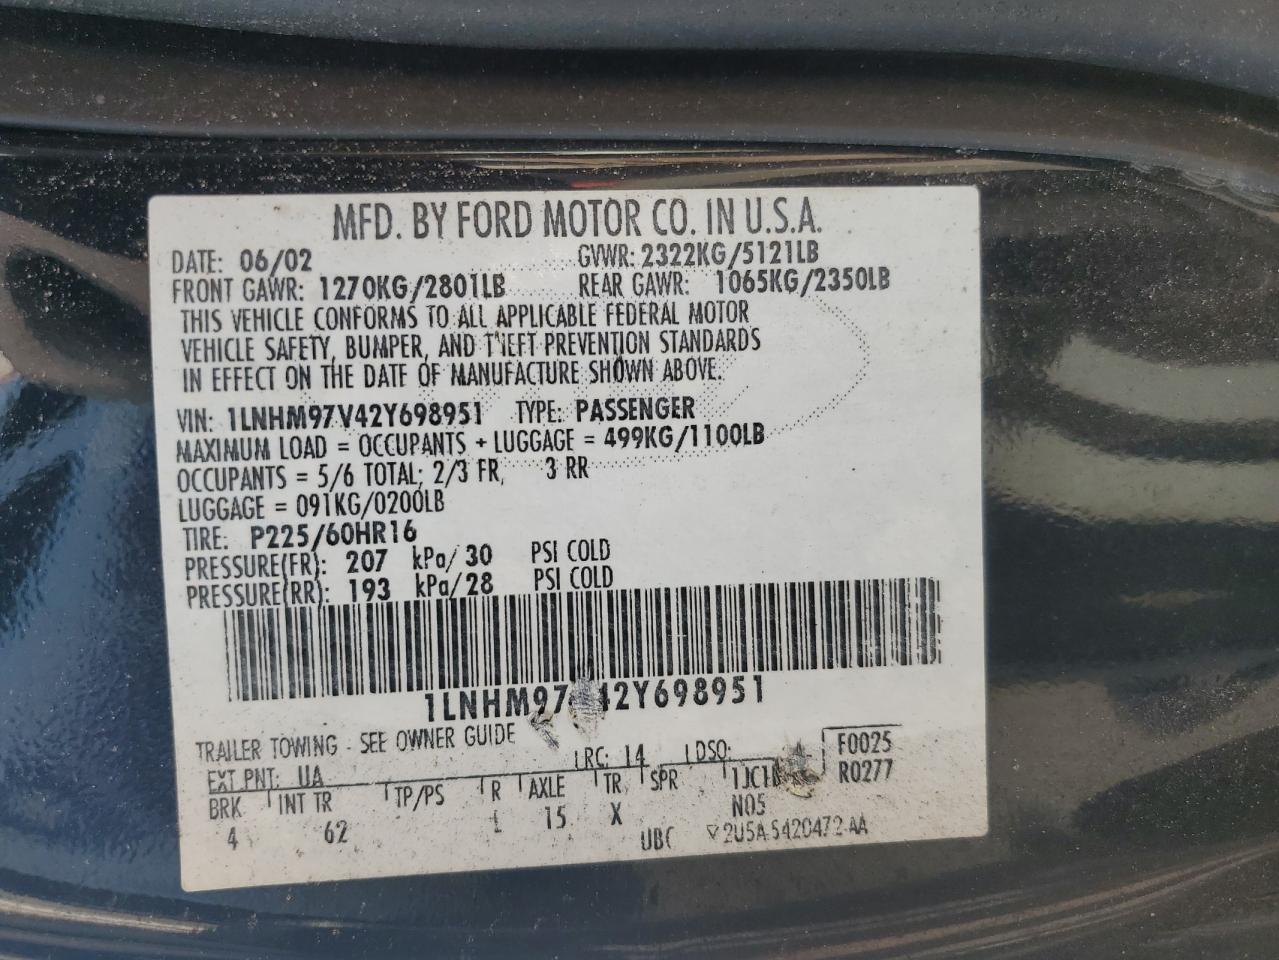 MFD. BY FORD MOTOR CO. IN U.S.A.
DATE: 06/02 GVWR: 2322KG/5121LB
FRONT GAWR: 1270KG/2801LB REAR GAWR: 1065KG/2350LB
THIS VEHICLE CONFORMS TO ALL APPLICABLE FEDERAL MOTOR
VEHICLE SAFETY, BUMPER, AND THEFT PREVENTION STANDARDS
IN EFFECT ON THE DATE OF MANUFACTURE SHOWN ABOVE.
VIN: 1LNHM97V42Y698951 TYPE: PASSENGER
MAXIMUM LOAD = OCCUPANTS + LUGGAGE = 499KG/1100LB
OCCUPANTS = 5/6 TOTAL; 2/3 FR, 3 RR
LUGGAGE = 091KG/0200LB
TIRE: P225/60HR16
PRESSURE(FR): 207 kPa/30 PSI COLD
PRESSURE(RR): 193 kPa/28 PSI COLD
1LNHM97 42Y698951
TRAILER TOWING - SEE OWNER GUIDE
EXT PNT: UA RC: 14 DSO: F0025
BRK INT TR TP/PS R AXLE TR SPR R0277
4 62 15 X N05
UBC 2U5A 5420472 AA